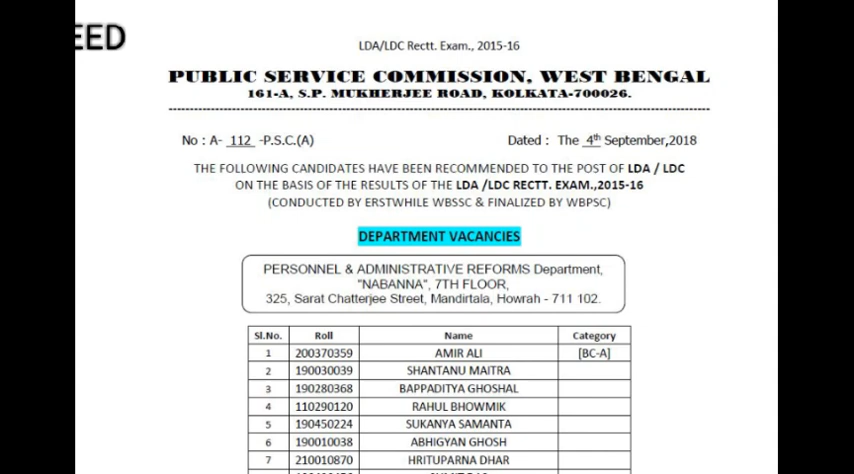 EED
LDA/LDC Rectt. Exam., 2015-16
PUBLIC SERVICE COMMISSION, WEST BENGAL
161-A, S.P. MUKHERJEE ROAD, KOLKATA-700026.
No : A- 112 -P.S.C.(A) Dated : The 4th September,2018
THE FOLLOWING CANDIDATES HAVE BEEN RECOMMENDED TO THE POST OF LDA / LDC
ON THE BASIS OF THE RESULTS OF THE LDA /LDC RECTT. EXAM.,2015-16
(CONDUCTED BY ERSTWHILE WBSSC & FINALIZED BY WBPSC)
DEPARTMENT VACANCIES
PERSONNEL & ADMINISTRATIVE REFORMS Department,
"NABANNA", 7TH FLOOR,
325, Sarat Chatterjee Street, Mandirtala, Howrah - 711 102.
Sl.No. Roll Name Category
1 200370359 AMIR ALI [BC-A]
2 190030039 SHANTANU MAITRA
3 190280368 BAPPADITYA GHOSHAL
4 110290120 RAHUL BHOWMIK
5 190450224 SUKANYA SAMANTA
6 190010038 ABHIGYAN GHOSH
7 210010870 HRITUPARNA DHAR